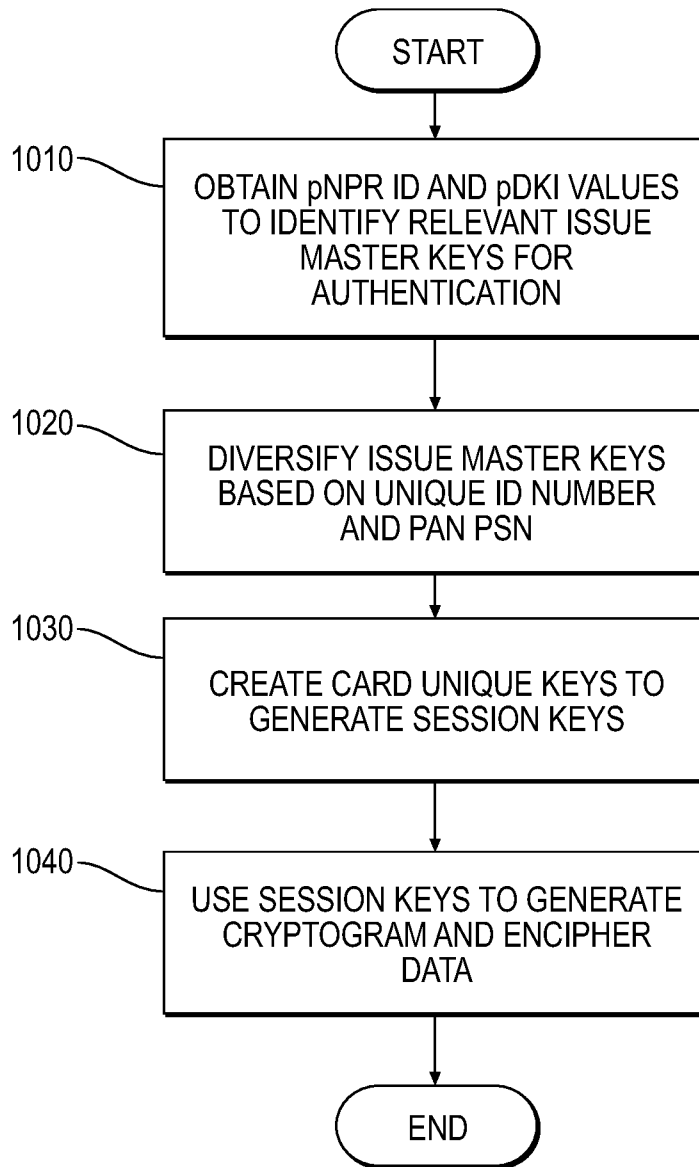 START
1010
OBTAIN pNPR ID AND pDKI VALUES
TO IDENTIFY RELEVANT ISSUE
MASTER KEYS FOR
AUTHENTICATION
1020
DIVERSIFY ISSUE MASTER KEYS
BASED ON UNIQUE ID NUMBER
AND PAN PSN
1030
CREATE CARD UNIQUE KEYS TO
GENERATE SESSION KEYS
1040
USE SESSION KEYS TO GENERATE
CRYPTOGRAM AND ENCIPHER
DATA
END